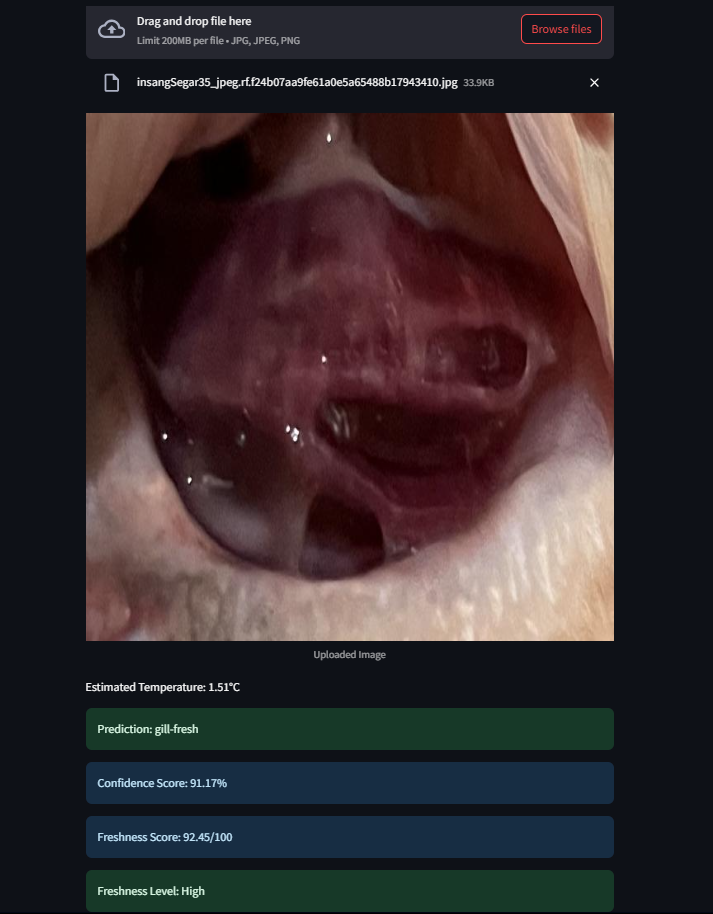 Drag and drop file here
Limit 200MB per file • JPG, JPEG, PNG
Browse files
insangSegar35_jpeg.rf.f24b07aa9fe61a0e5a65488b17943410.jpg 33.9KB
Uploaded Image
Estimated Temperature: 1.51°C
Prediction: gill-fresh
Confidence Score: 91.17%
Freshness Score: 92.45/100
Freshness Level: High